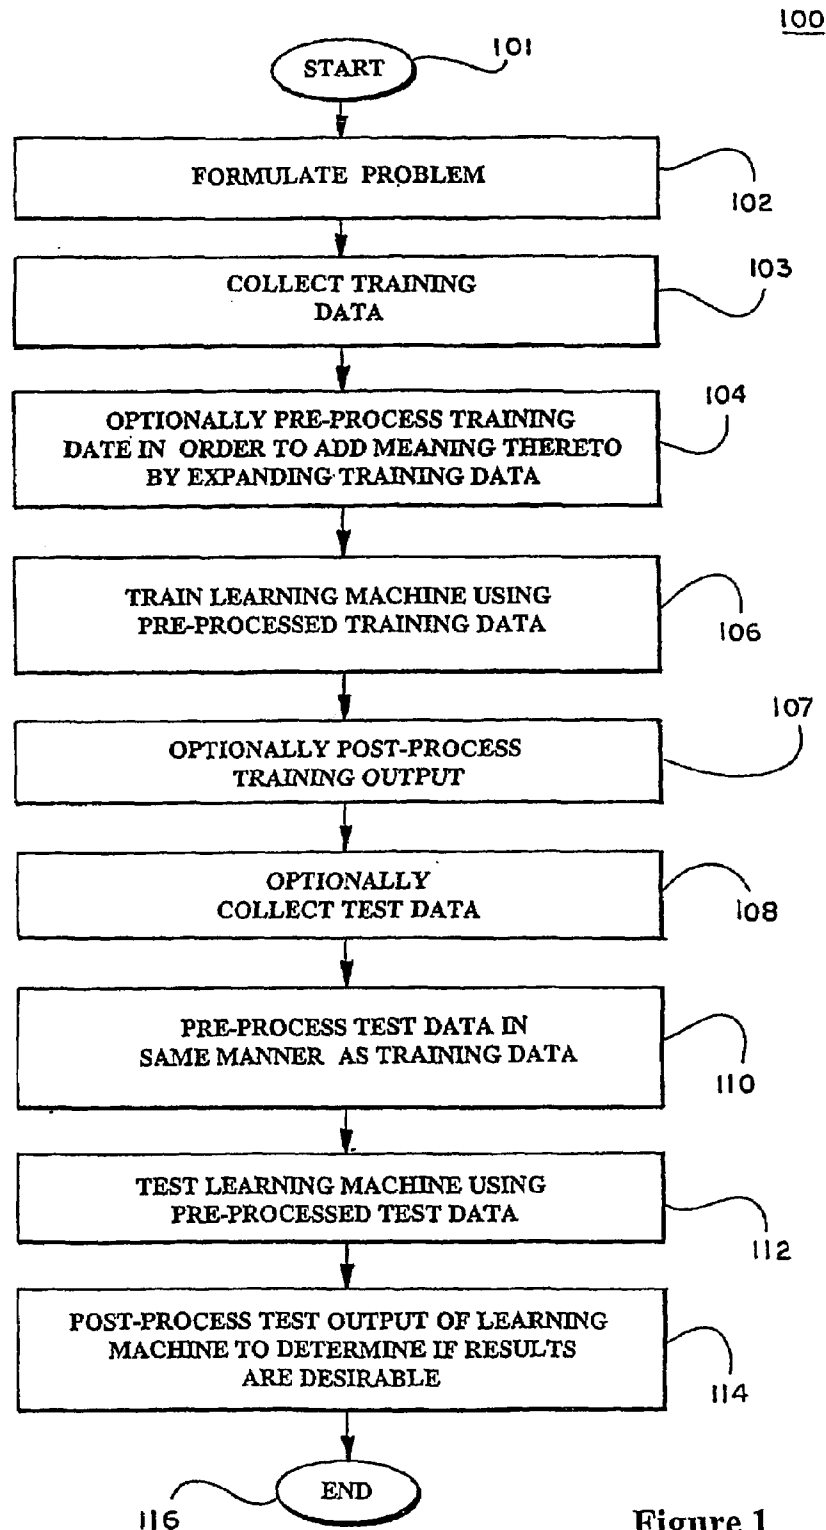 100
START
101
FORMULATE PROBLEM
102
COLLECT TRAINING
DATA
103
OPTIONALLY PRE-PROCESS TRAINING
DATE IN ORDER TO ADD MEANING THERETO
BY EXPANDING TRAINING DATA
104
TRAIN LEARNING MACHINE USING
PRE-PROCESSED TRAINING DATA
106
OPTIONALLY POST-PROCESS
TRAINING OUTPUT
107
OPTIONALLY
COLLECT TEST DATA
108
PRE-PROCESS TEST DATA IN
SAME MANNER AS TRAINING DATA
110
TEST LEARNING MACHINE USING
PRE-PROCESSED TEST DATA
112
POST-PROCESS TEST OUTPUT OF LEARNING
MACHINE TO DETERMINE IF RESULTS
ARE DESIRABLE
114
END
116
Figure 1